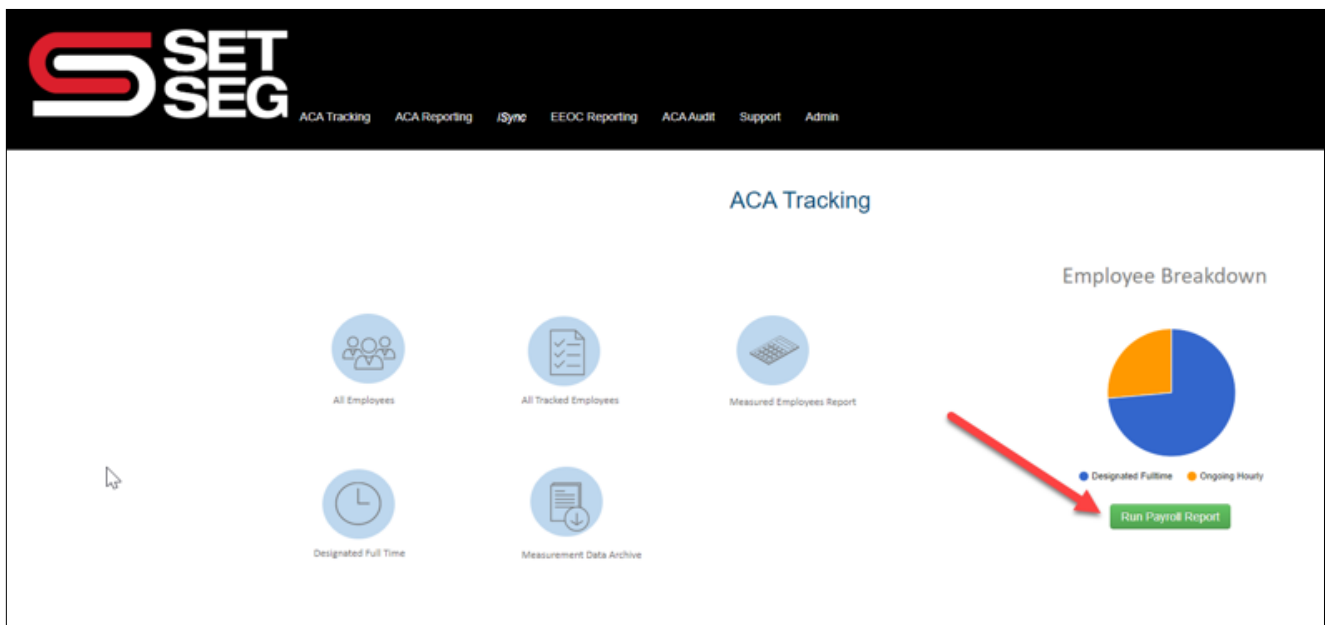 SET
SEG
ACA Tracking ACA Reporting iSync EEOC Reporting ACA Audit Support Admin
ACA Tracking
Employee Breakdown
All Employees All Tracked Employees Measured Employees Report
Designated Fulltime Ongoing Hourly
Run Payroll Report
Designated Full Time Measurement Data Archive